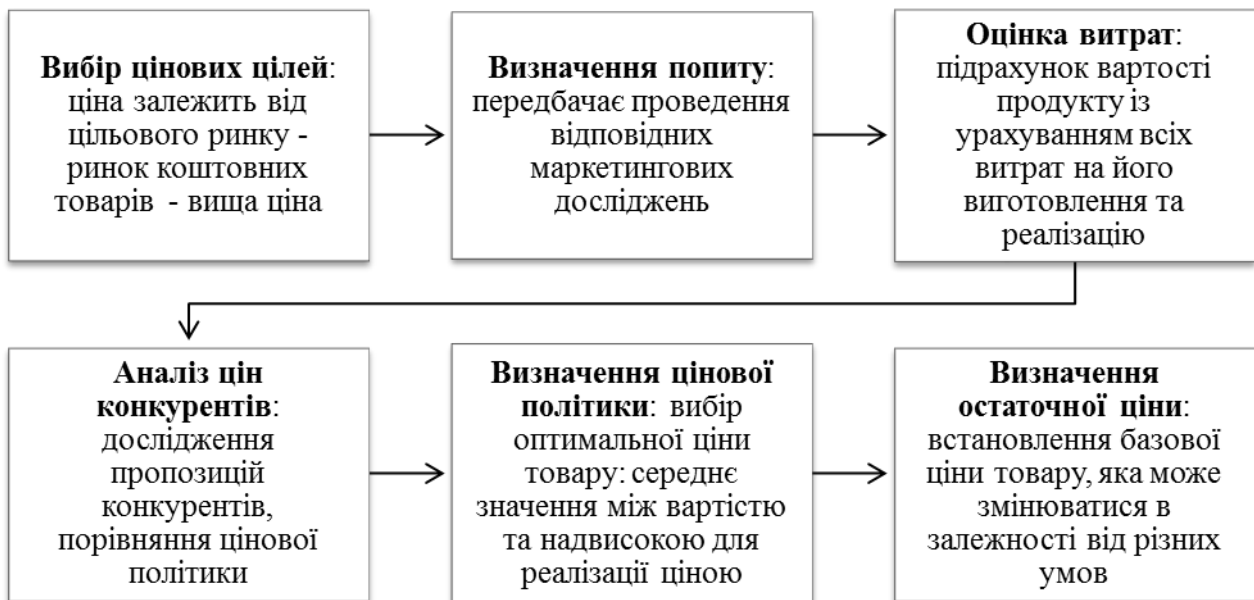 Вибір цінових цілей:
ціна залежить від
цільового ринку -
ринок коштовних
товарів - вища ціна
Визначення попиту:
передбачає проведення
відповідних
маркетингових
досліджень
Оцінка витрат:
підрахунок вартості
продукту із
урахуванням всіх
витрат на його
виготовлення та
реалізацію
Аналіз цін
конкурентів:
дослідження
пропозицій
конкурентів,
порівняння цінової
політики
Визначення цінової
політики: вибір
оптимальної ціни
товару: середнє
значення між вартістю
та надвисокою для
реалізації ціною
Визначення
остаточної ціни:
встановлення базової
ціни товару, яка може
змінюватися в
залежності від різних
умов